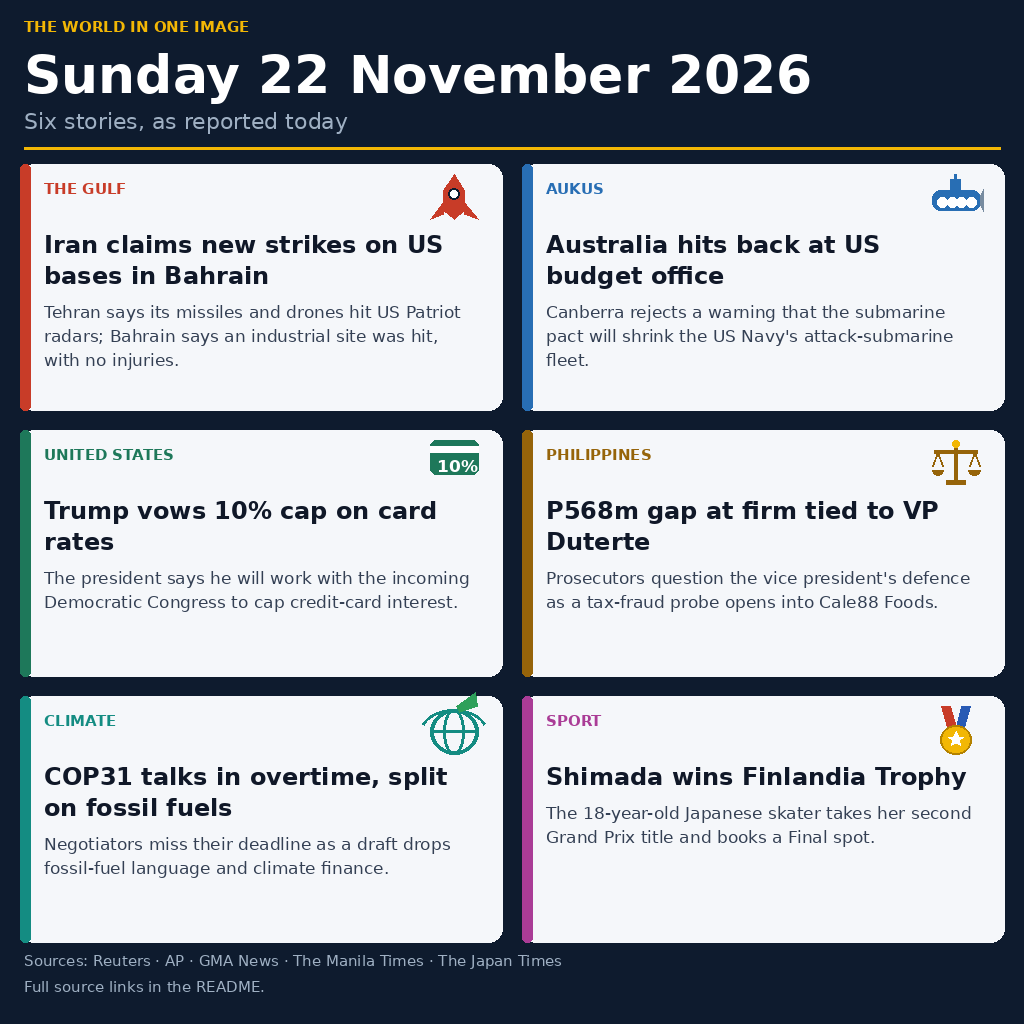 THE WORLD IN ONE IMAGE
Sunday 22 November 2026
Six stories, as reported today
THE GULF
Iran claims new strikes on US
bases in Bahrain
Tehran says its missiles and drones hit US Patriot
radars; Bahrain says an industrial site was hit,
with no injuries.
AUKUS
Australia hits back at US
budget office
Canberra rejects a warning that the submarine
pact will shrink the US Navy's attack-submarine
fleet.
UNITED STATES
10%
Trump vows 10% cap on card
rates
The president says he will work with the incoming
Democratic Congress to cap credit-card interest.
PHILIPPINES
P568m gap at firm tied to VP
Duterte
Prosecutors question the vice president's defence
as a tax-fraud probe opens into Cale88 Foods.
CLIMATE
COP31 talks in overtime, split
on fossil fuels
Negotiators miss their deadline as a draft drops
fossil-fuel language and climate finance.
SPORT
Shimada wins Finlandia Trophy
The 18-year-old Japanese skater takes her second
Grand Prix title and books a Final spot.
Sources: Reuters · AP · GMA News · The Manila Times · The Japan Times
Full source links in the README.